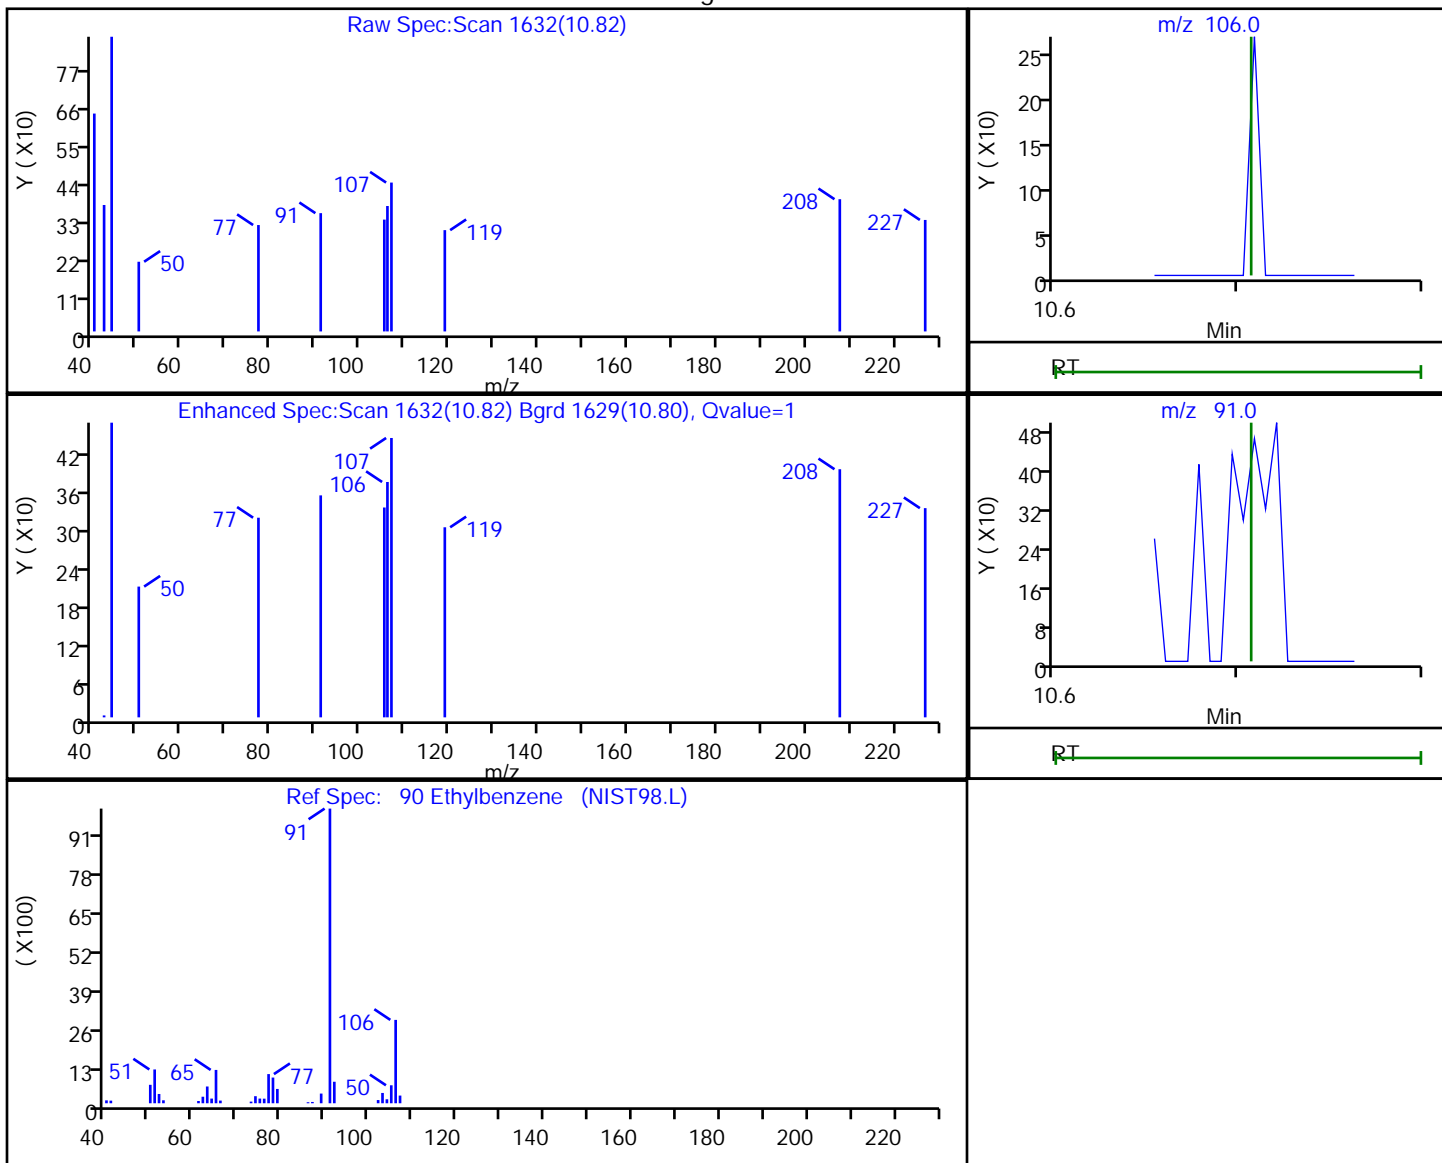 g
Raw Spec:Scan 1632(10.82)
Y ( X10)
77
66
55
44
33
22
11
0
107
208
77
91
227
119
50
40 60 80 100 120 140 160 180 200 220
m/z
m/z 106.0
Y ( X10)
25
20
15
10
5
0
10.6
Min
RT
Enhanced Spec:Scan 1632(10.82) Bgrd 1629(10.80), Qvalue=1
Y ( X10)
42
36
30
24
18
12
6
0
107
106
208
77
227
119
50
40 60 80 100 120 140 160 180 200 220
m/z
m/z 91.0
Y ( X10)
48
40
32
24
16
8
0
10.6
Min
RT
Ref Spec: 90 Ethylbenzene (NIST98.L)
( X100)
91
78
65
52
39
26
13
0
91
106
51
65
77
50
40 60 80 100 120 140 160 180 200 220